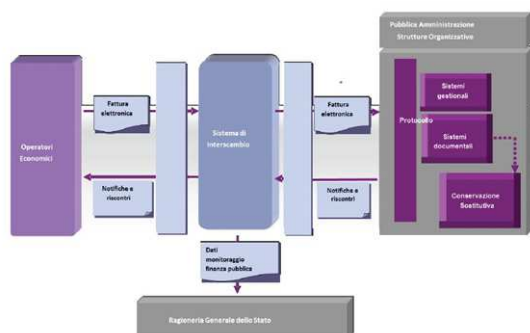 Pubblica Amministrazione
Strutture Organizzative
Fattura
elettronica
Fattura
elettronica
Sistemi
gestionali
Protocollo
Sistemi
documentali
Operatori
Economici
Sistema di
Interscambio
Notifiche e
riscontri
Notifiche e
riscontri
Conservazione
Sostitutiva
Dati
monitoraggio
finanza pubblica
Ragioneria Generale dello Stato